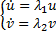 {u̇ = λ₁u
v̇ = λ₂v